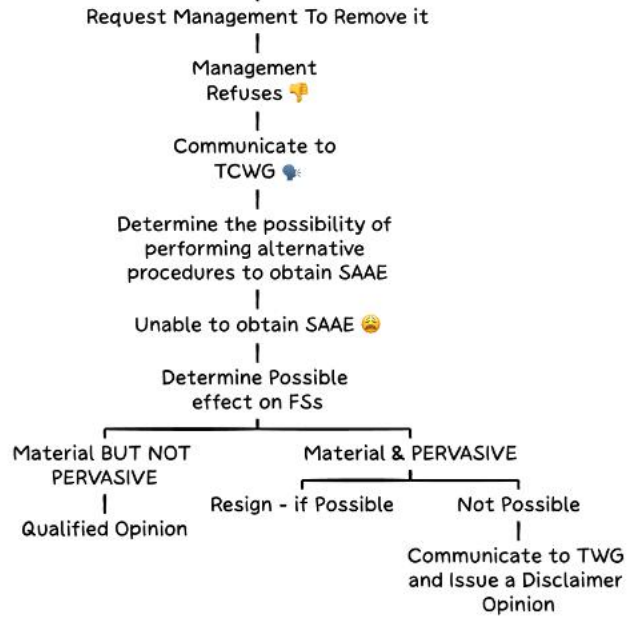 Request Management To Remove it
Management
Refuses 👎
Communicate to
TCWG 🗣
Determine the possibility of
performing alternative
procedures to obtain SAAE
Unable to obtain SAAE 😩
Determine Possible
effect on FSs
Material BUT NOT
PERVASIVE
Qualified Opinion
Material & PERVASIVE
Resign - if Possible
Not Possible
Communicate to TWG
and Issue a Disclaimer
Opinion